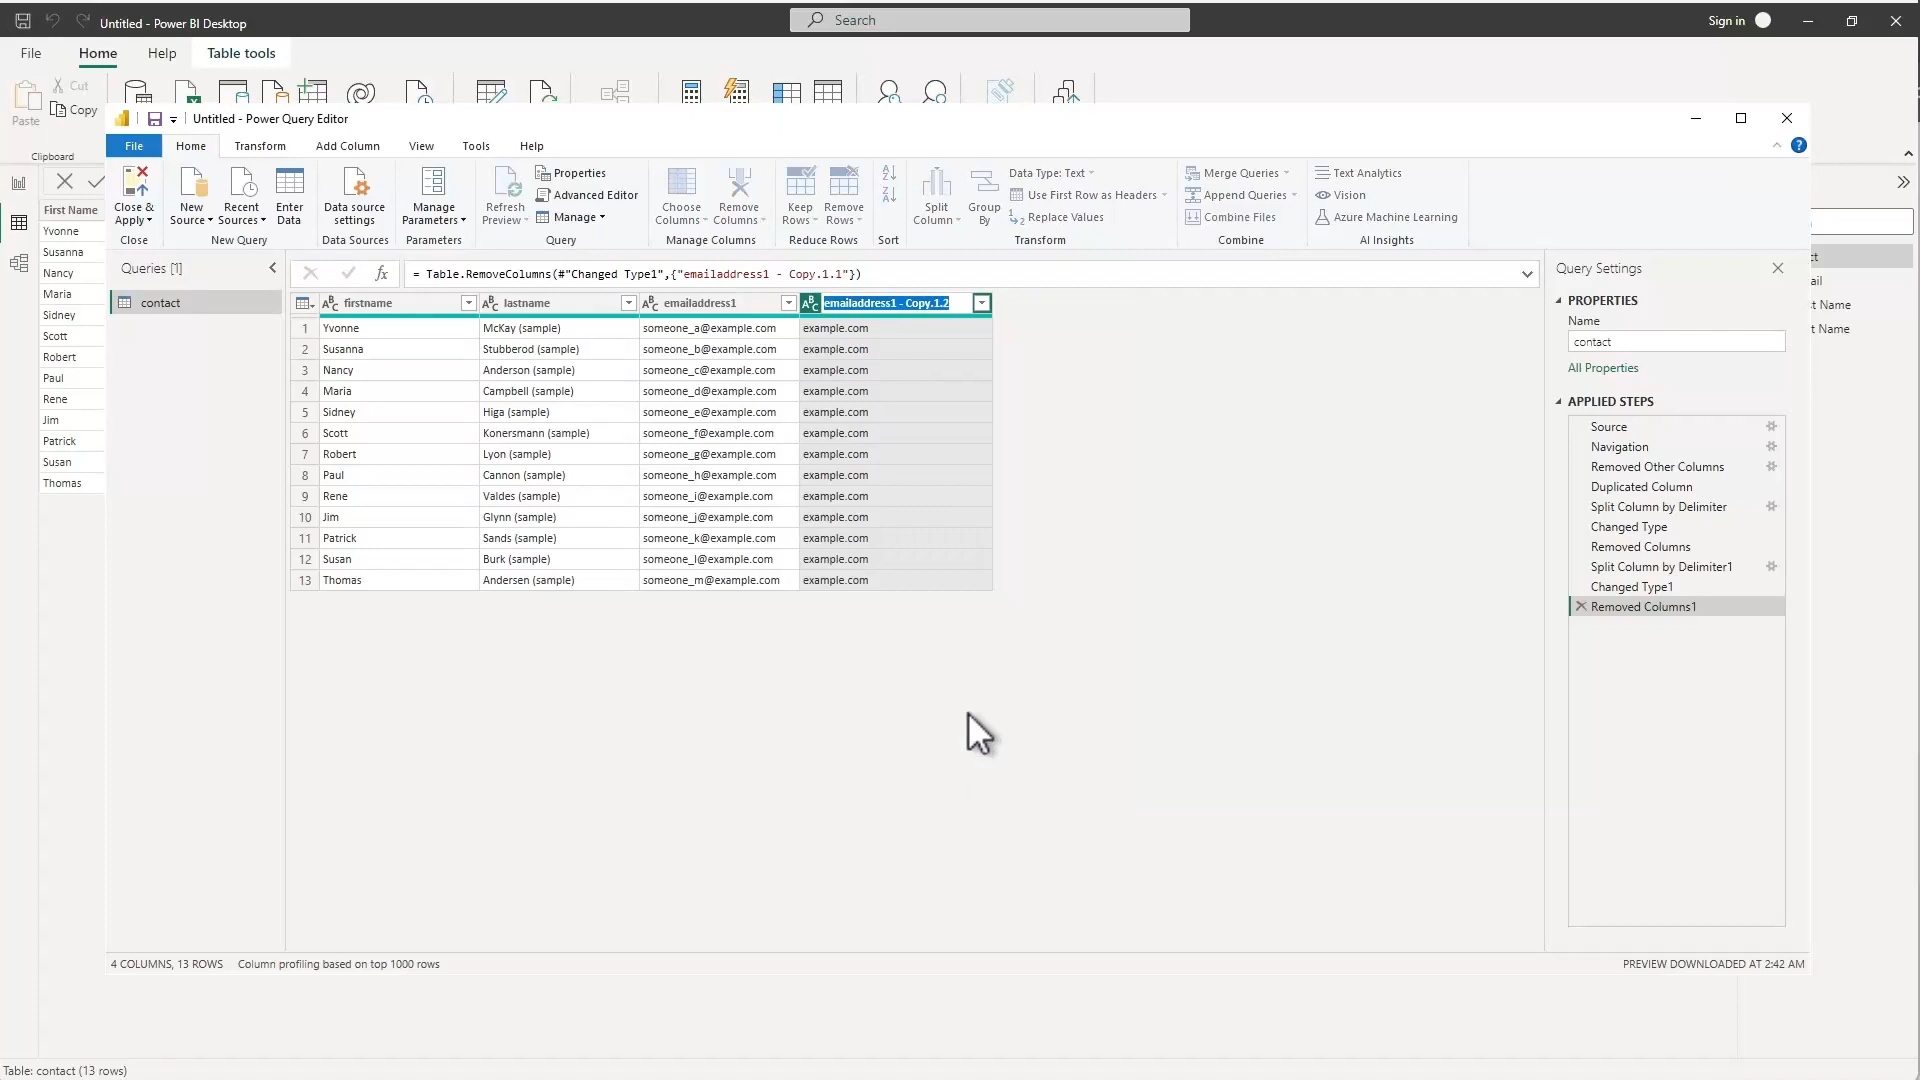 Untitled - Power BI Desktop
Search
Sign in
File Home Help Table tools
Paste
Cut
Copy
Clipboard
First Name
Yvonne
Susanna
Nancy
Maria
Sidney
Scott
Robert
Paul
Rene
Jim
Patrick
Susan
Thomas
Untitled - Power Query Editor
File Home Transform Add Column View Tools Help
Close & Apply
New Source
Recent Sources
Enter Data
Data source settings
Manage Parameters
Refresh Preview
Properties
Advanced Editor
Manage
Choose Columns
Remove Columns
Keep Rows
Remove Rows
Split Column
Group By
Data Type: Text
Use First Row as Headers
Replace Values
Merge Queries
Append Queries
Combine Files
Text Analytics
Vision
Azure Machine Learning
Close New Query Data Sources Parameters Query Manage Columns Reduce Rows Sort Transform Combine AI Insights
Queries [1]
contact
fx = Table.RemoveColumns(#"Changed Type1",{"emailaddress1 - Copy.1.1"})
firstname lastname emailaddress1 emailaddress1 - Copy.1.2
1 Yvonne McKay (sample) someone_a@example.com example.com
2 Susanna Stubberod (sample) someone_b@example.com example.com
3 Nancy Anderson (sample) someone_c@example.com example.com
4 Maria Campbell (sample) someone_d@example.com example.com
5 Sidney Higa (sample) someone_e@example.com example.com
6 Scott Konersmann (sample) someone_f@example.com example.com
7 Robert Lyon (sample) someone_g@example.com example.com
8 Paul Cannon (sample) someone_h@example.com example.com
9 Rene Valdes (sample) someone_i@example.com example.com
10 Jim Glynn (sample) someone_j@example.com example.com
11 Patrick Sands (sample) someone_k@example.com example.com
12 Susan Burk (sample) someone_l@example.com example.com
13 Thomas Andersen (sample) someone_m@example.com example.com
Query Settings
PROPERTIES
Name
contact
All Properties
APPLIED STEPS
Source
Navigation
Removed Other Columns
Duplicated Column
Split Column by Delimiter
Changed Type
Removed Columns
Split Column by Delimiter1
Changed Type1
Removed Columns1
ct
ail
t Name
t Name
4 COLUMNS, 13 ROWS Column profiling based on top 1000 rows
PREVIEW DOWNLOADED AT 2:42 AM
Table: contact (13 rows)